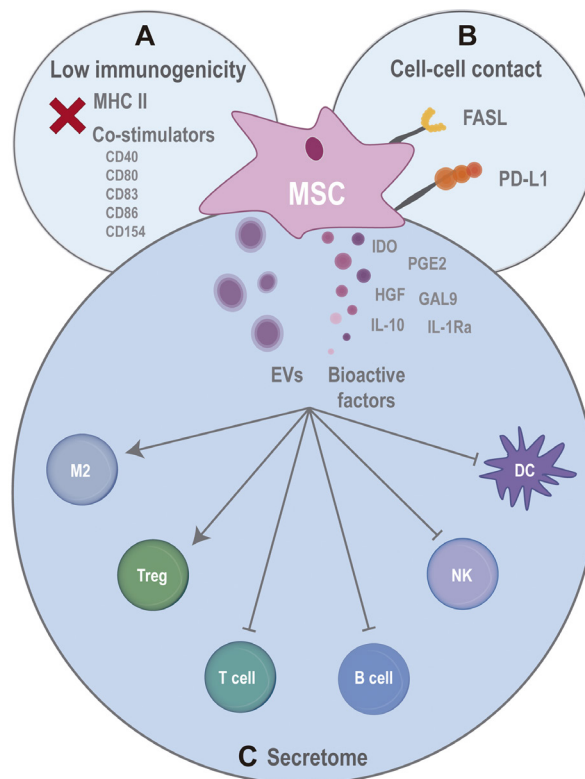 A
Low immunogenicity
MHC II
Co-stimulators
CD40
CD80
CD83
CD86
CD154
B
Cell-cell contact
FASL
PD-L1
MSC
IDO
PGE2
HGF
GAL9
IL-10
IL-1Ra
EVs
Bioactive
factors
M2
DC
Treg
NK
T cell
B cell
C Secretome